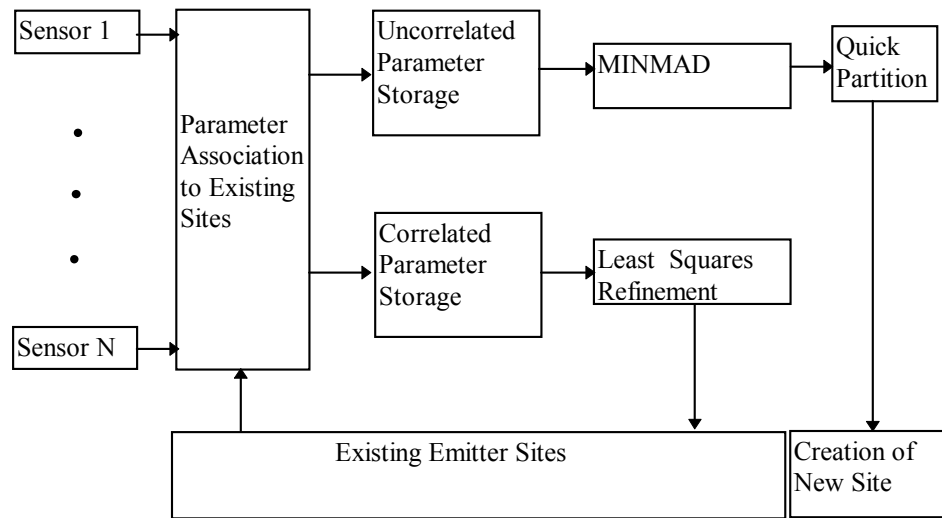 Sensor 1
Sensor N
Parameter
Association
to Existing
Sites
Uncorrelated
Parameter
Storage
MINMAD
Quick
Partition
Correlated
Parameter
Storage
Least Squares
Refinement
Existing Emitter Sites
Creation of
New Site